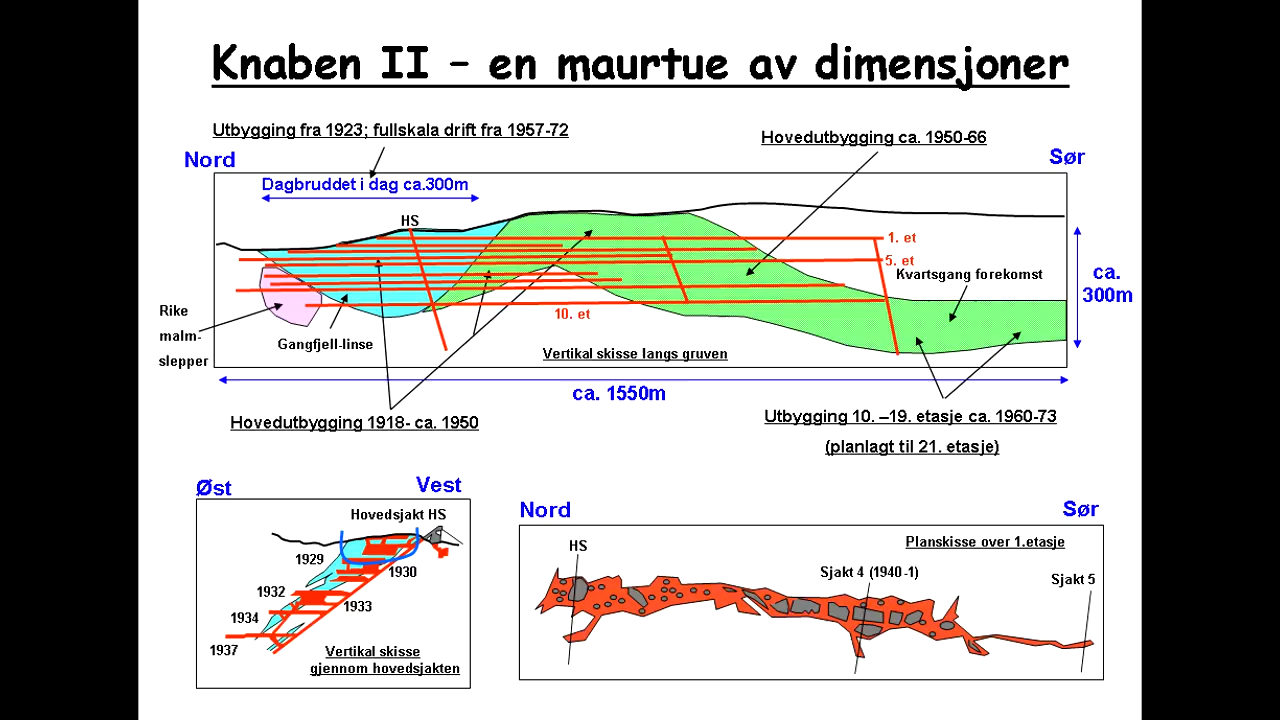 Knaben II – en maurtue av dimensjoner
Utbygging fra 1923; fullskala drift fra 1957-72
Hovedutbygging ca. 1950-66
Nord
Sør
Dagbruddet i dag ca.300m
HS
1. et
5. et
Kvartsgang forekomst
ca.
300m
Rike
malm-
slepper
10. et
Gangfjell-linse
Vertikal skisse langs gruven
ca. 1550m
Hovedutbygging 1918- ca. 1950
Utbygging 10. –19. etasje ca. 1960-73
(planlagt til 21. etasje)
Øst
Vest
Hovedsjakt HS
1929
1930
1932
1933
1934
1937
Vertikal skisse
gjennom hovedsjakten
Nord
Sør
HS
Planskisse over 1.etasje
Sjakt 4 (1940-1)
Sjakt 5